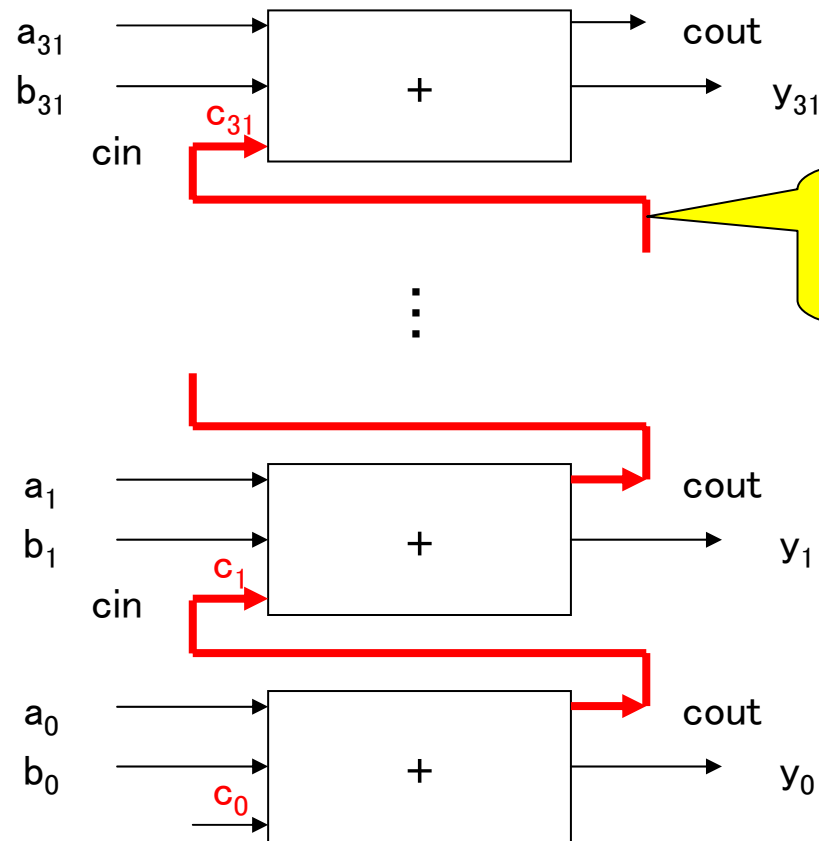 a31 cout
b31 + y31
c31
cin
⋮
a1 cout
b1 + y1
c1
cin
a0 cout
b0 + y0
c0